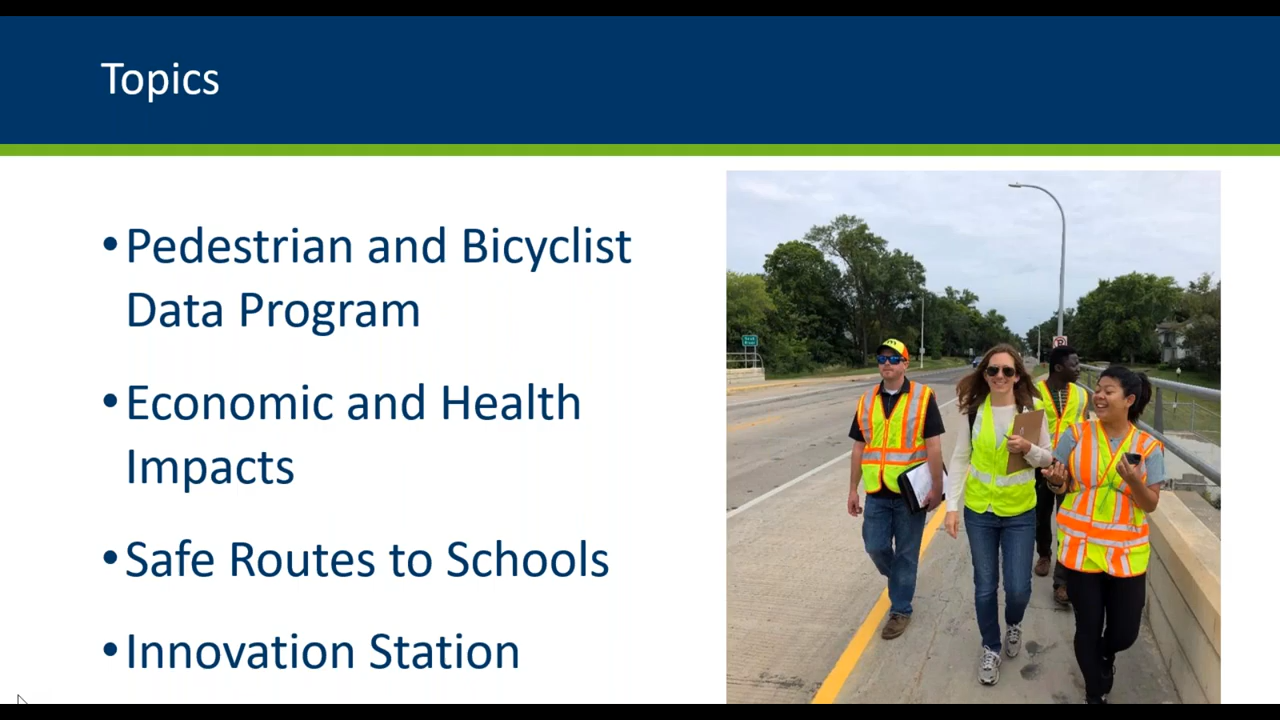 Topics
•Pedestrian and Bicyclist
Data Program
•Economic and Health
Impacts
•Safe Routes to Schools
•Innovation Station